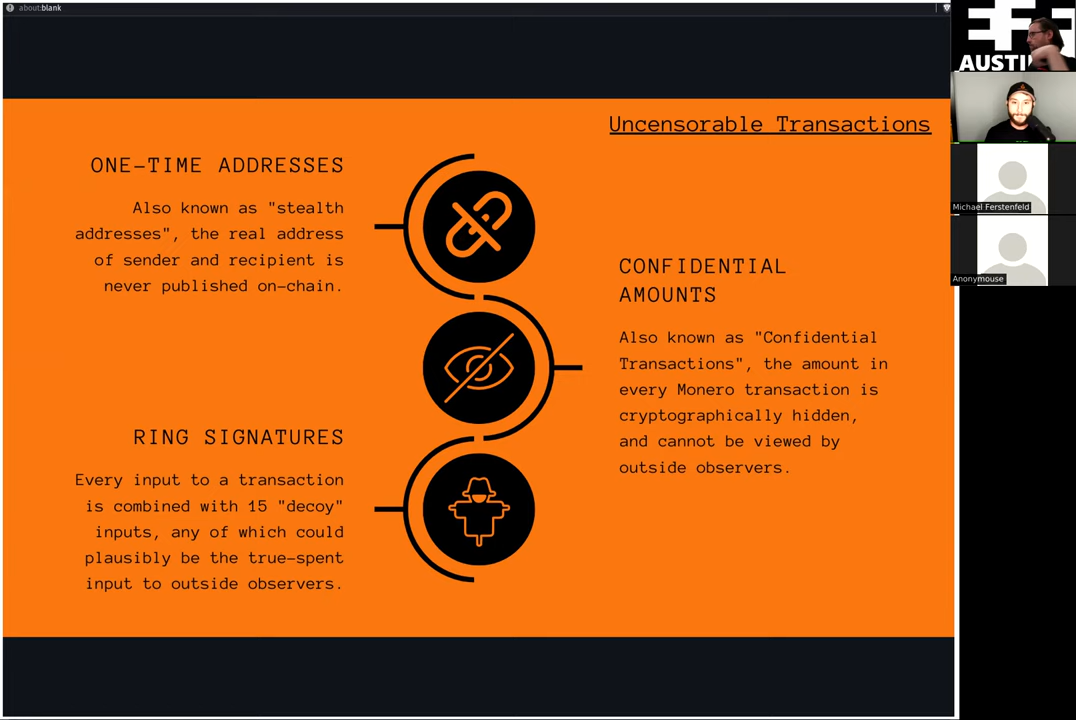 about:blank
Uncensorable Transactions
ONE-TIME ADDRESSES
Also known as "stealth
addresses", the real address
of sender and recipient is
never published on-chain.
CONFIDENTIAL
AMOUNTS
Also known as "Confidential
Transactions", the amount in
every Monero transaction is
cryptographically hidden,
and cannot be viewed by
outside observers.
RING SIGNATURES
Every input to a transaction
is combined with 15 "decoy"
inputs, any of which could
plausibly be the true-spent
input to outside observers.
AUSTI
Michael Ferstenfeld
Anonymouse